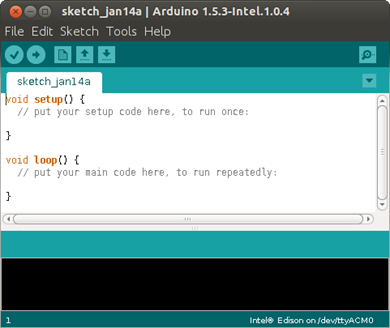 sketch_jan14a | Arduino 1.5.3-Intel.1.0.4
File Edit Sketch Tools Help
sketch_jan14a
void setup() {
  // put your setup code here, to run once:
}
void loop() {
  // put your main code here, to run repeatedly:
}
1 Intel® Edison on /dev/ttyACM0